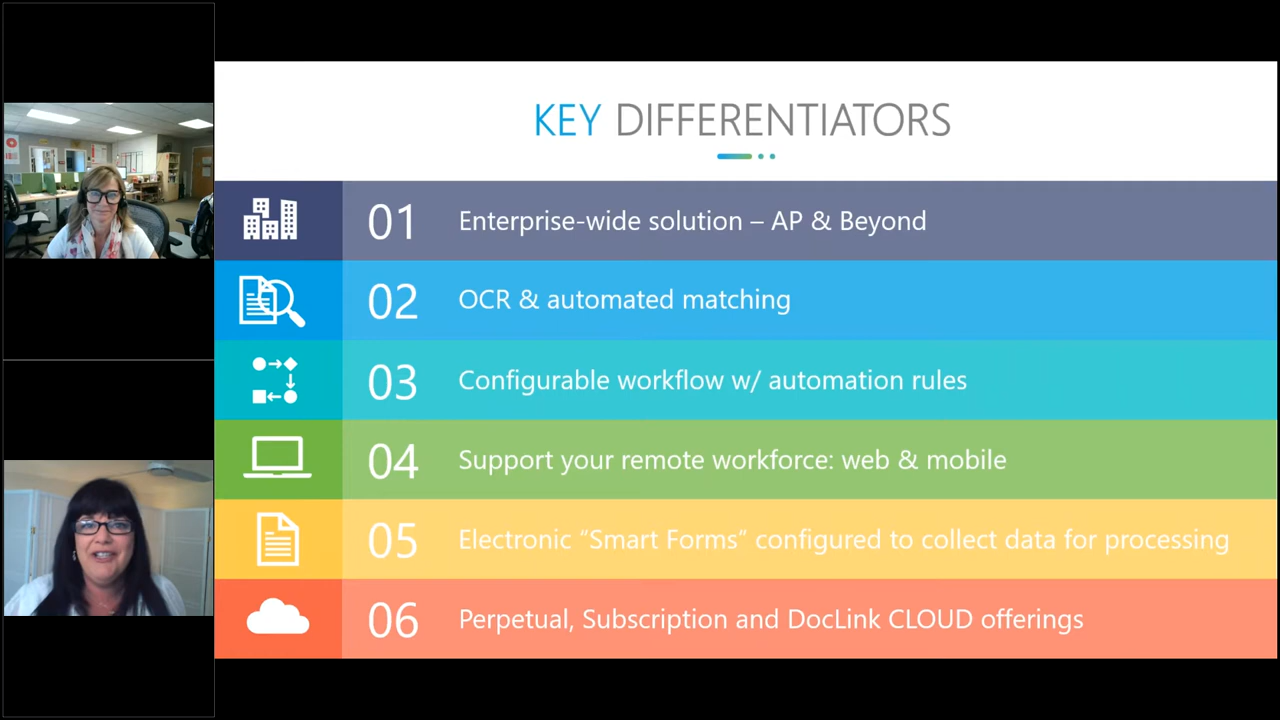 KEY DIFFERENTIATORS
01 Enterprise-wide solution – AP & Beyond
02 OCR & automated matching
03 Configurable workflow w/ automation rules
04 Support your remote workforce: web & mobile
05 Electronic “Smart Forms” configured to collect data for processing
06 Perpetual, Subscription and DocLink CLOUD offerings